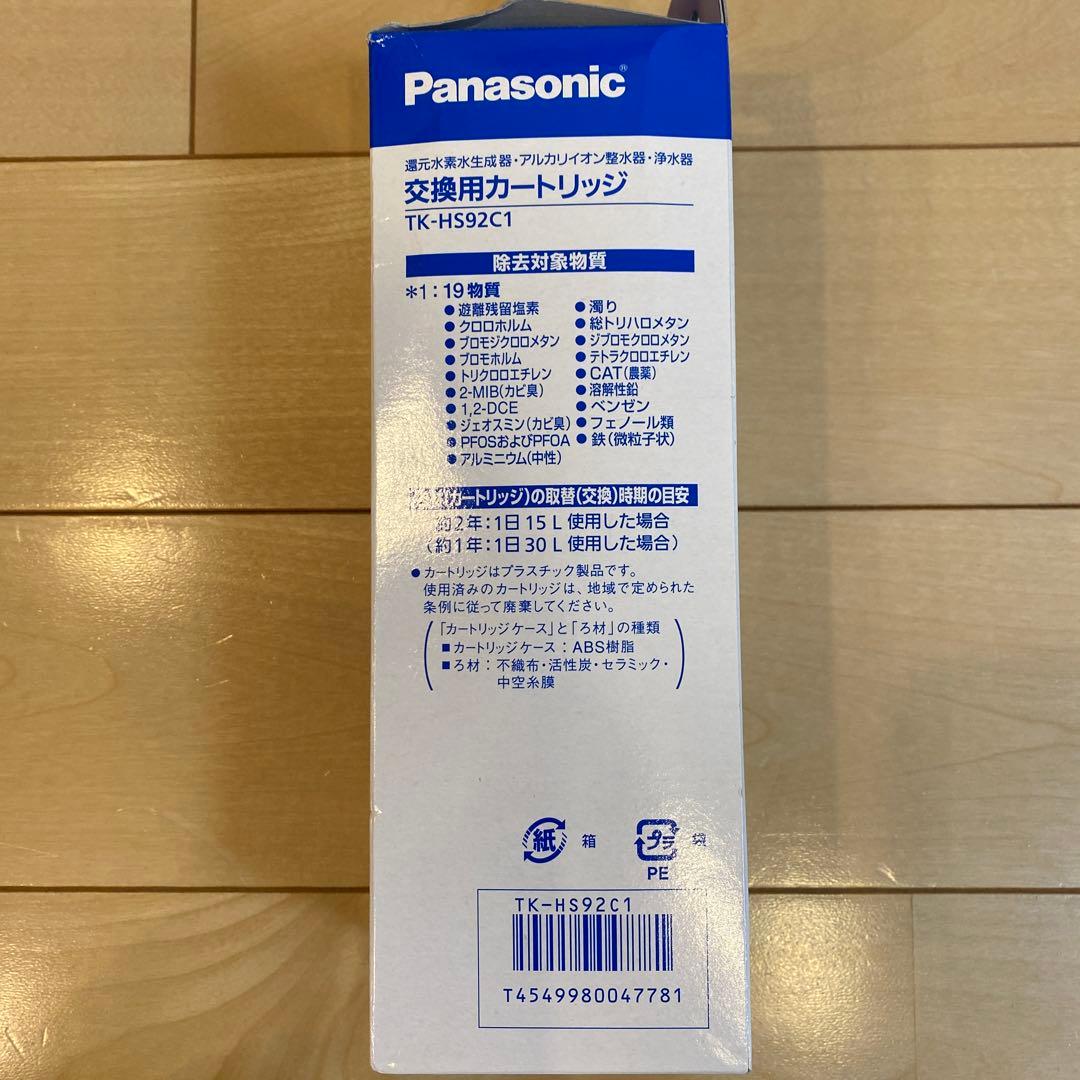 Panasonic®
還元水素水生成器・アルカリイオン整水器・浄水器
交換用カートリッジ
TK-HS92C1
除去対象物質
*1：19物質
●遊離残留塩素 ●濁り
●クロロホルム ●総トリハロメタン
●ブロモジクロロメタン ●ジブロモクロロメタン
●ブロモホルム ●テトラクロロエチレン
●トリクロロエチレン ●CAT(農薬)
●2-MIB(カビ臭) ●溶解性鉛
●1,2-DCE ●ベンゼン
●ジェオスミン(カビ臭) ●フェノール類
●PFOSおよびPFOA ●鉄(微粒子状)
●アルミニウム(中性)
カートリッジ)の取替(交換)時期の目安
約2年：1日15L使用した場合
(約1年：1日30L使用した場合)
●カートリッジはプラスチック製品です。
使用済みのカートリッジは、地域で定められた
条例に従って廃棄してください。
「カートリッジケース」と「ろ材」の種類
■カートリッジケース：ABS樹脂
■ろ材：不織布・活性炭・セラミック・
中空糸膜
紙 箱 プラ 袋
PE
TK-HS92C1
T4549980047781